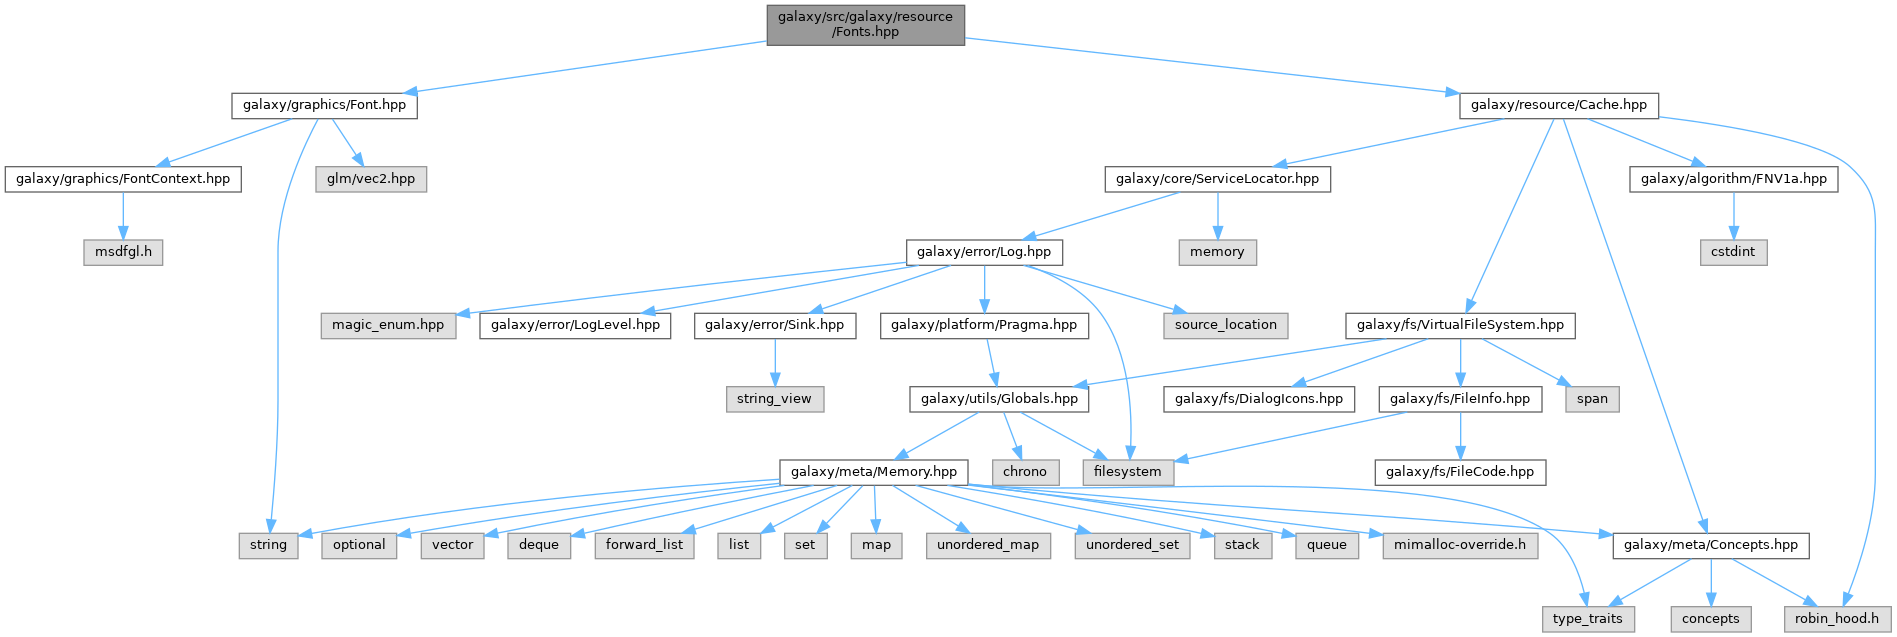 galaxy/src/galaxy/resource
/Fonts.hpp
galaxy/graphics/Font.hpp
galaxy/resource/Cache.hpp
galaxy/graphics/FontContext.hpp
glm/vec2.hpp
galaxy/core/ServiceLocator.hpp
galaxy/algorithm/FNV1a.hpp
msdfgl.h
galaxy/error/Log.hpp
memory
cstdint
magic_enum.hpp
galaxy/error/LogLevel.hpp
galaxy/error/Sink.hpp
galaxy/platform/Pragma.hpp
source_location
galaxy/fs/VirtualFileSystem.hpp
string_view
galaxy/utils/Globals.hpp
galaxy/fs/DialogIcons.hpp
galaxy/fs/FileInfo.hpp
span
galaxy/meta/Memory.hpp
chrono
filesystem
galaxy/fs/FileCode.hpp
string
optional
vector
deque
forward_list
list
set
map
unordered_map
unordered_set
stack
queue
mimalloc-override.h
galaxy/meta/Concepts.hpp
type_traits
concepts
robin_hood.h